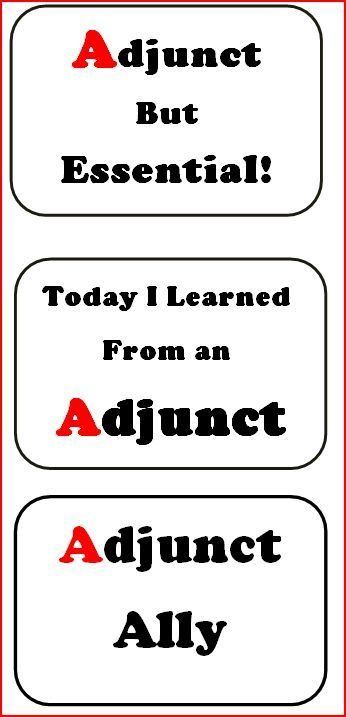 Adjunct
But
Essential!
Today I Learned
From an
Adjunct
Adjunct
Ally